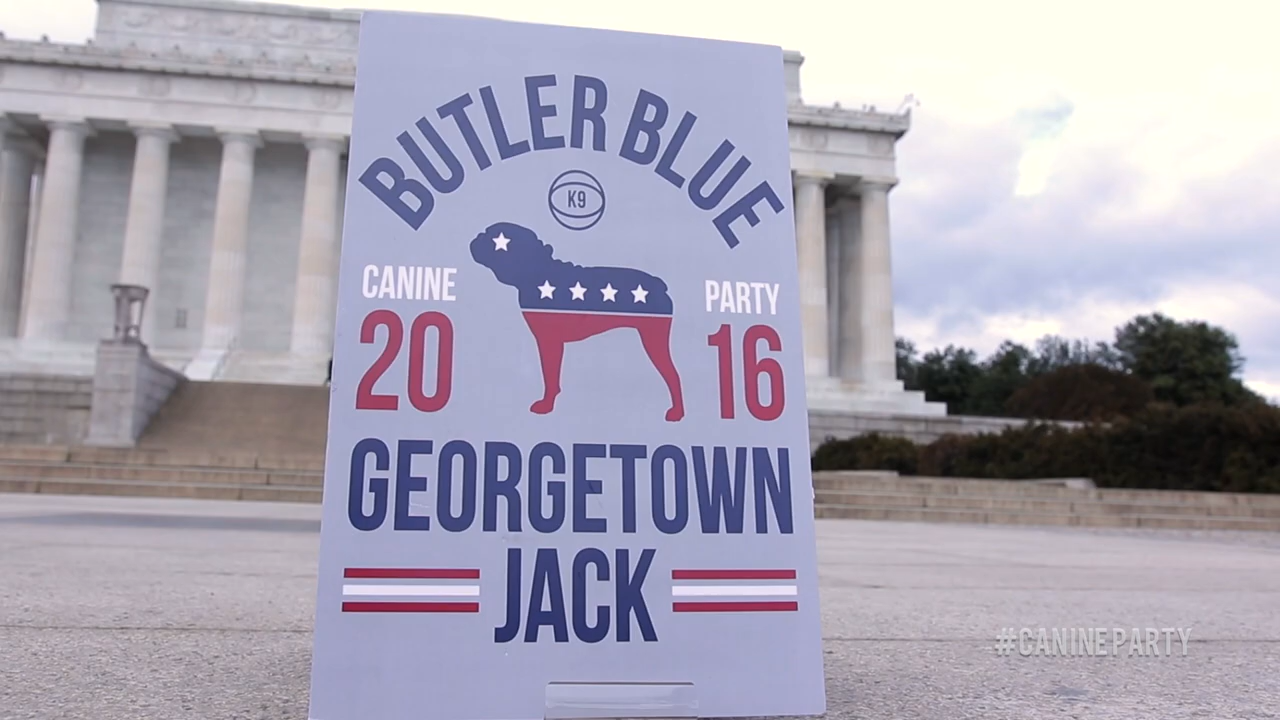 BUTLER BLUE
K9
CANINE PARTY
20 16
GEORGETOWN
JACK
#CANINEPARTY